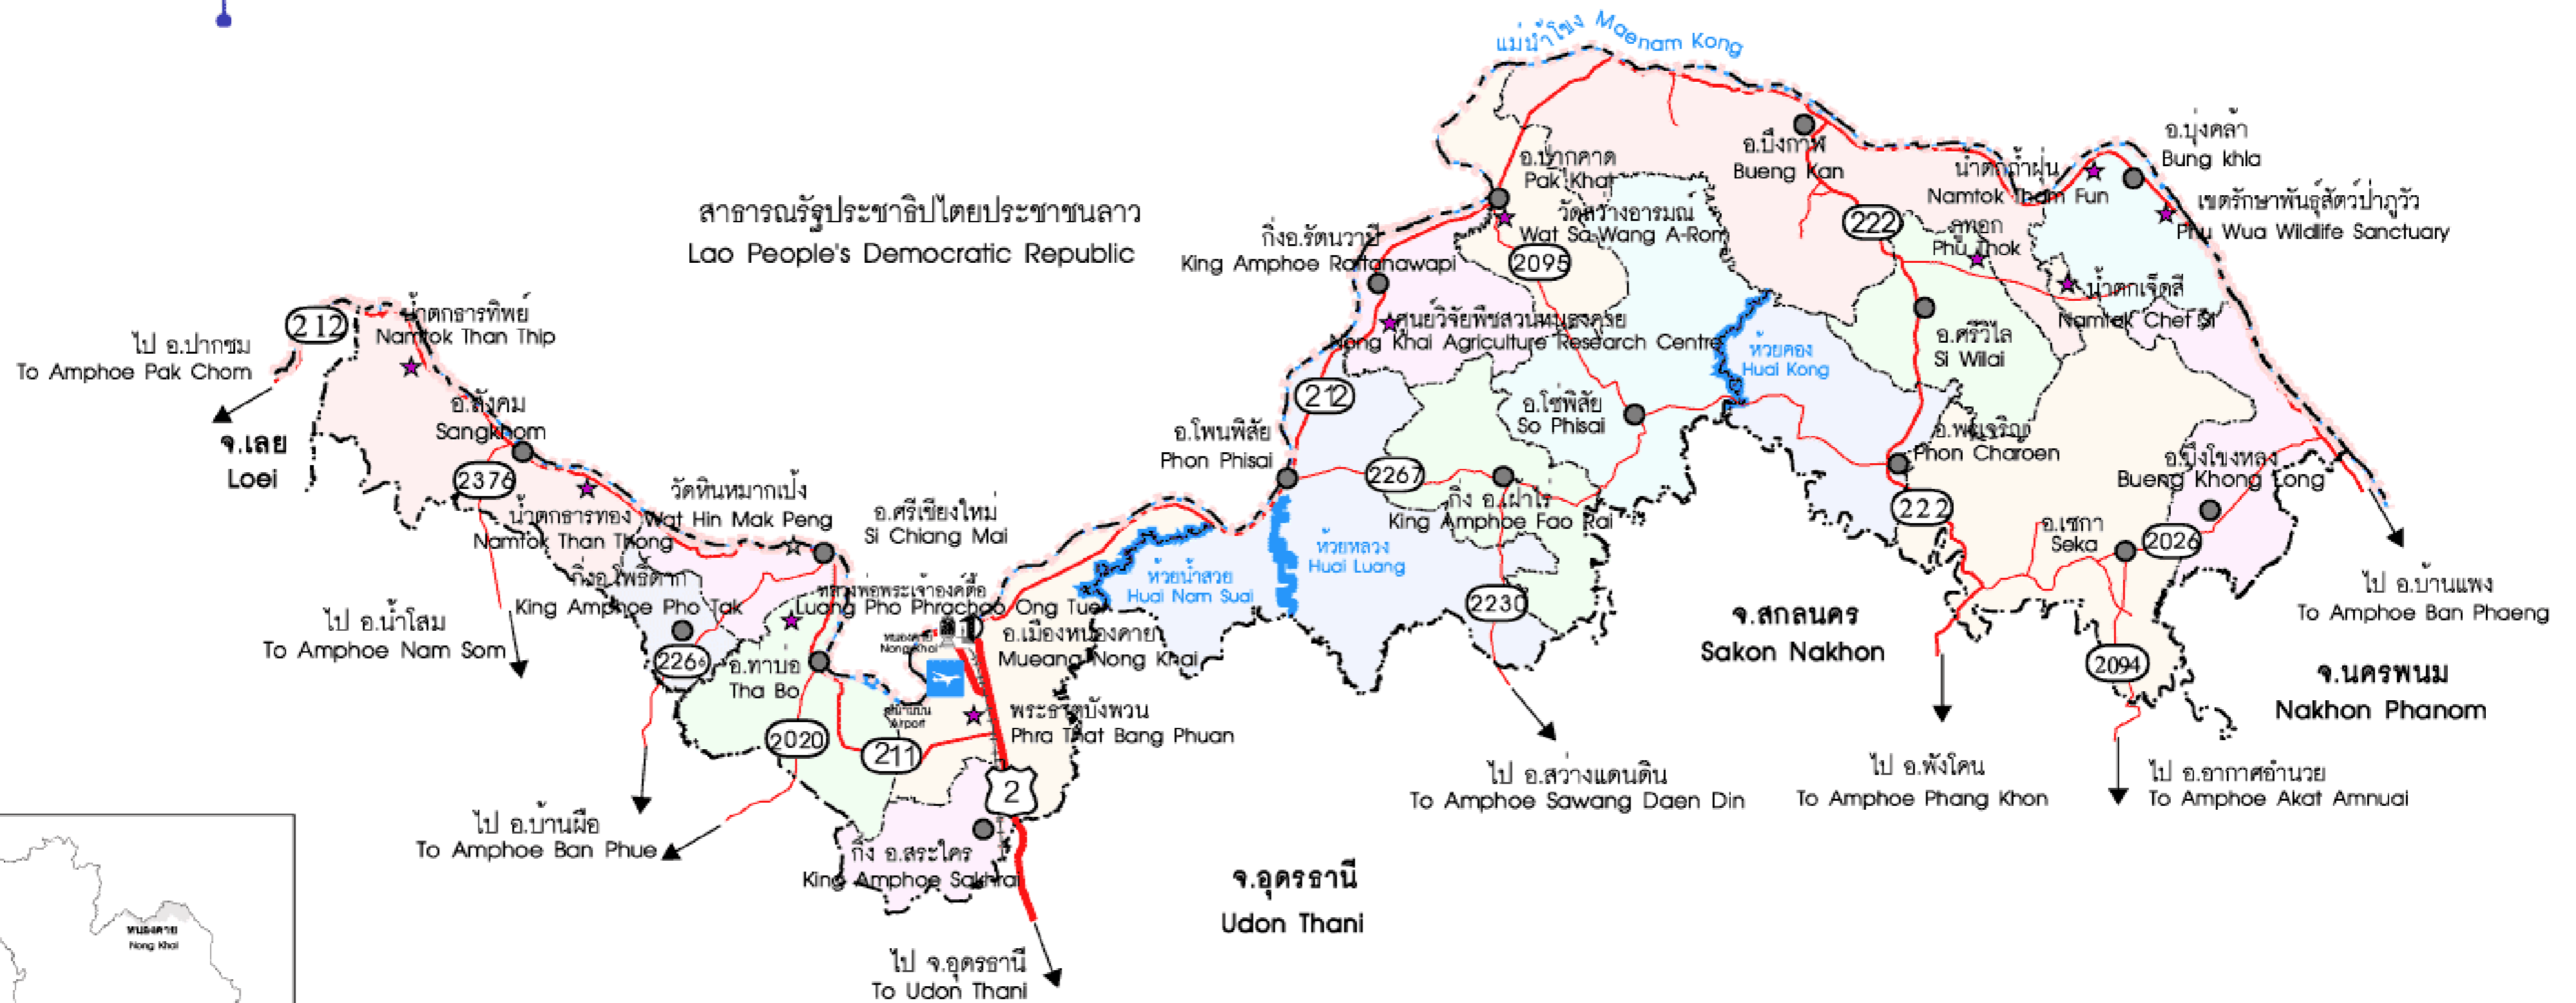 แม่น้ำโขง Maenam Kong
สาธารณรัฐประชาธิปไตยประชาชนลาว
Lao People's Democratic Republic
212
ไป อ.ปากชม
To Amphoe Pak Chom
จ.เลย
Loei
น้ำตกธารทิพย์
Namtok Than Thip
อ.สังคม
Sangkhom
2376
น้ำตกธารทอง
Namtok Than Thong
วัดหินหมากเป้ง
Wat Hin Mak Peng
อ.ศรีเชียงใหม่
Si Chiang Mai
กิ่งอ.โพธิ์ตาก
King Amphoe Pho Tak
ไป อ.น้ำโสม
To Amphoe Nam Som
หลวงพ่อพระเจ้าองค์ตื้อ
Luang Pho Phrachao Ong Tue
2266
อ.ท่าบ่อ
Tha Bo
หนองคาย
Nong Khai
อ.เมืองหนองคาย
Mueang Nong Khai
สนามบิน
Airport
พระธาตุบังพวน
Phra That Bang Phuan
2020
211
2
ไป อ.บ้านผือ
To Amphoe Ban Phue
กิ่ง อ.สระใคร
King Amphoe Sakhrai
ไป จ.อุดรธานี
To Udon Thani
จ.อุดรธานี
Udon Thani
ห้วยน้ำสวย
Huai Nam Suai
ห้วยหลวง
Huai Luang
อ.โพนพิสัย
Phon Phisai
212
2267
กิ่ง อ.เฝ้าไร่
King Amphoe Fao Rai
2230
ไป อ.สว่างแดนดิน
To Amphoe Sawang Daen Din
กิ่งอ.รัตนวาปี
King Amphoe Rattanawapi
ศูนย์วิจัยพืชสวนหนองคาย
Nong Khai Agriculture Research Centre
อ.ปากคาด
Pak Khat
วัดสว่างอารมณ์
Wat Sa Wang A-Rom
2095
อ.โซ่พิสัย
So Phisai
ห้วยคอง
Huai Kong
อ.บึงกาฬ
Bueng Kan
222
น้ำตกถ้ำฝุ่น
Namtok Tham Fun
อ.บุ่งคล้า
Bung khla
เขตรักษาพันธุ์สัตว์ป่าภูวัว
Phu Wua Wildlife Sanctuary
ภูทอก
Phu Thok
น้ำตกเจ็ดสี
Namtok Chet Si
อ.ศรีวิไล
Si Wilai
อ.พรเจริญ
Phon Charoen
222
อ.บึงโขงหลง
Bueng Khong Long
อ.เซกา
Seka
2026
2094
จ.สกลนคร
Sakon Nakhon
ไป อ.พังโคน
To Amphoe Phang Khon
ไป อ.อากาศอำนวย
To Amphoe Akat Amnuai
ไป อ.บ้านแพง
To Amphoe Ban Phaeng
จ.นครพนม
Nakhon Phanom
หนองคาย
Nong Khai